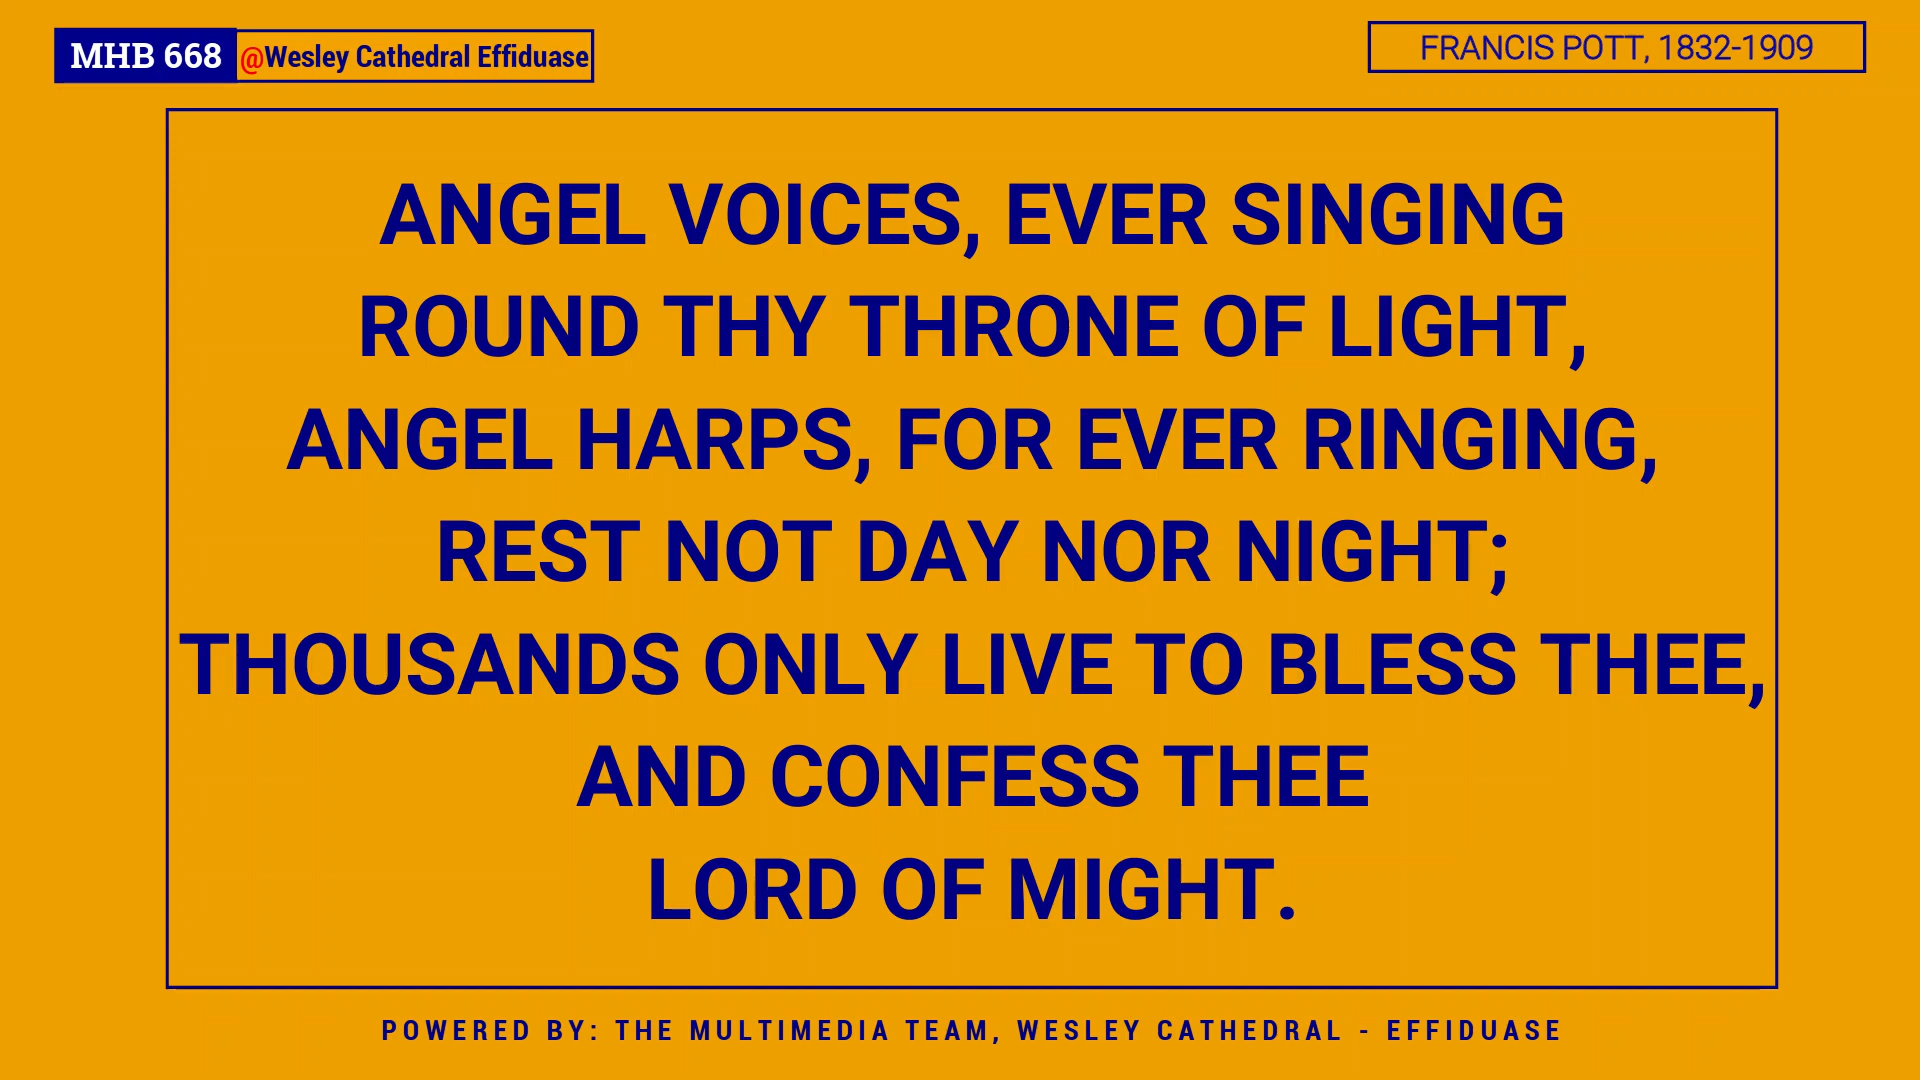 MHB 668 @Wesley Cathedral Effiduase
FRANCIS POTT, 1832-1909
ANGEL VOICES, EVER SINGING
ROUND THY THRONE OF LIGHT,
ANGEL HARPS, FOR EVER RINGING,
REST NOT DAY NOR NIGHT;
THOUSANDS ONLY LIVE TO BLESS THEE,
AND CONFESS THEE
LORD OF MIGHT.
POWERED BY: THE MULTIMEDIA TEAM, WESLEY CATHEDRAL - EFFIDUASE